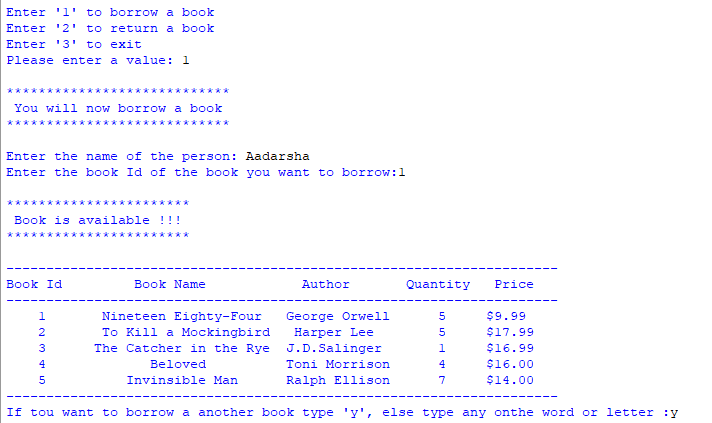 Enter '1' to borrow a book
Enter '2' to return a book
Enter '3' to exit
Please enter a value: 1
****************************
You will now borrow a book
****************************
Enter the name of the person: Aadarsha
Enter the book Id of the book you want to borrow:1
***********************
Book is available !!!
***********************
---------------------------------------------------------------------
Book Id Book Name Author Quantity Price
---------------------------------------------------------------------
1 Nineteen Eighty-Four George Orwell 5 $9.99
2 To Kill a Mockingbird Harper Lee 5 $17.99
3 The Catcher in the Rye J.D.Salinger 1 $16.99
4 Beloved Toni Morrison 4 $16.00
5 Invinsible Man Ralph Ellison 7 $14.00
---------------------------------------------------------------------
If tou want to borrow a another book type 'y', else type any onthe word or letter :y